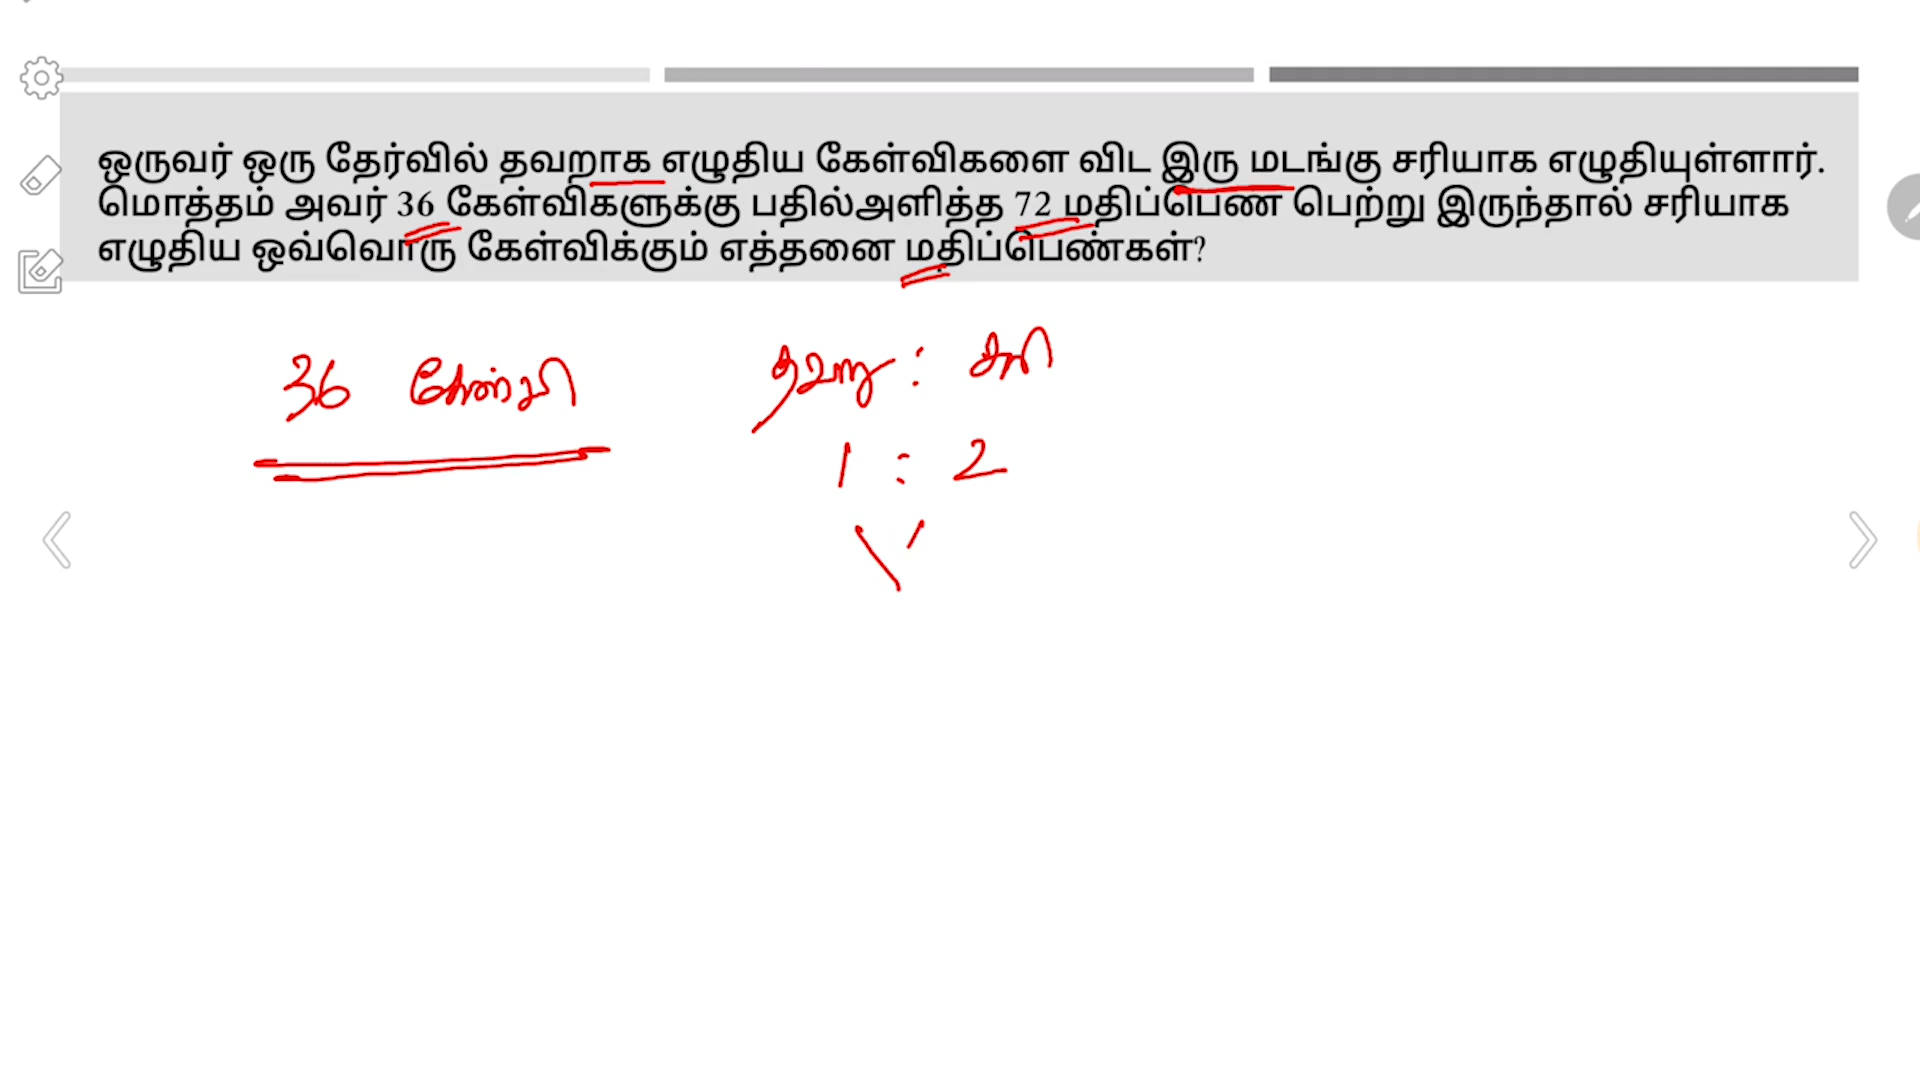 ஒருவர் ஒரு தேர்வில் தவறாக எழுதிய கேள்விகளை விட இரு மடங்கு சரியாக எழுதியுள்ளார்.
மொத்தம் அவர் 36 கேள்விகளுக்கு பதில்அளித்த 72 மதிப்பெண் பெற்று இருந்தால் சரியாக
எழுதிய ஒவ்வொரு கேள்விக்கும் எத்தனை மதிப்பெண்கள்?
36 கேள்வி
தவறு : சரி
1 : 2